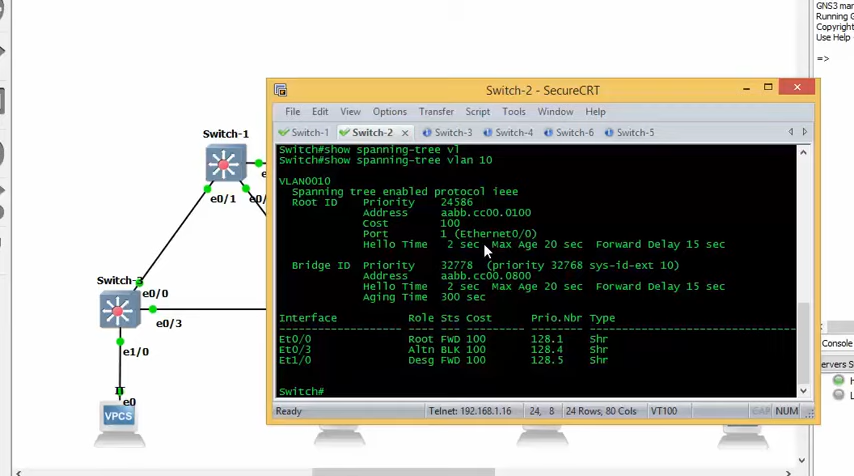 GNS3 mar
Running G
Copyright
Use Help
=>
Switch-2 - SecureCRT
File Edit View Options Transfer Script Tools Window Help
Switch-1 Switch-2 Switch-3 Switch-4 Switch-6 Switch-5
Switch#show spanning-tree vl
Switch#show spanning-tree vlan 10
VLAN0010
Spanning tree enabled protocol ieee
Root ID Priority 24586
Address aabb.cc00.0100
Cost 100
Port 1 (Ethernet0/0)
Hello Time 2 sec Max Age 20 sec Forward Delay 15 sec
Bridge ID Priority 32778 (priority 32768 sys-id-ext 10)
Address aabb.cc00.0800
Hello Time 2 sec Max Age 20 sec Forward Delay 15 sec
Aging Time 300 sec
Interface Role Sts Cost Prio.Nbr Type
------------------- ---- --- --------- -------- --------------------------------
Et0/0 Root FWD 100 128.1 Shr
Et0/3 Altn BLK 100 128.4 Shr
Et1/0 Desg FWD 100 128.5 Shr
Switch#
Ready Telnet: 192.168.1.16 24, 8 24 Rows, 80 Cols VT100 CAP NUM
Switch-1
e0/1
e0/
Switch-3
e0/0
e0/3
e1/0
IT
e0
VPCS
Console
ervers S
H
L